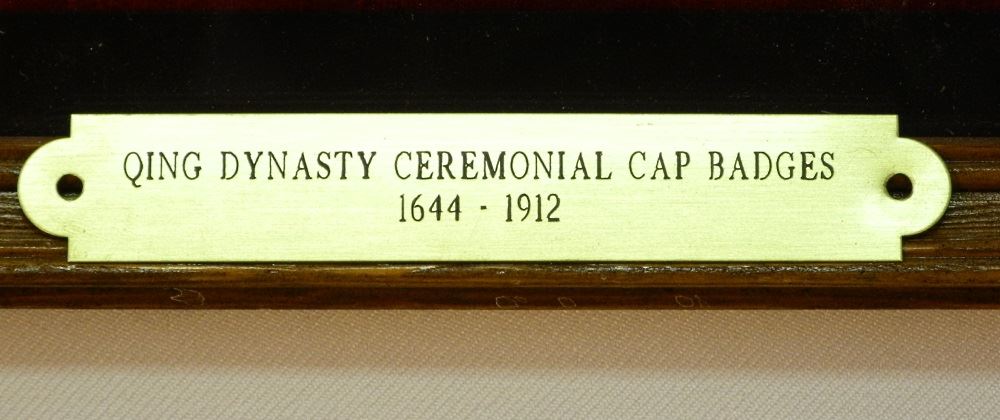 QING DYNASTY CEREMONIAL CAP BADGES
1644 - 1912